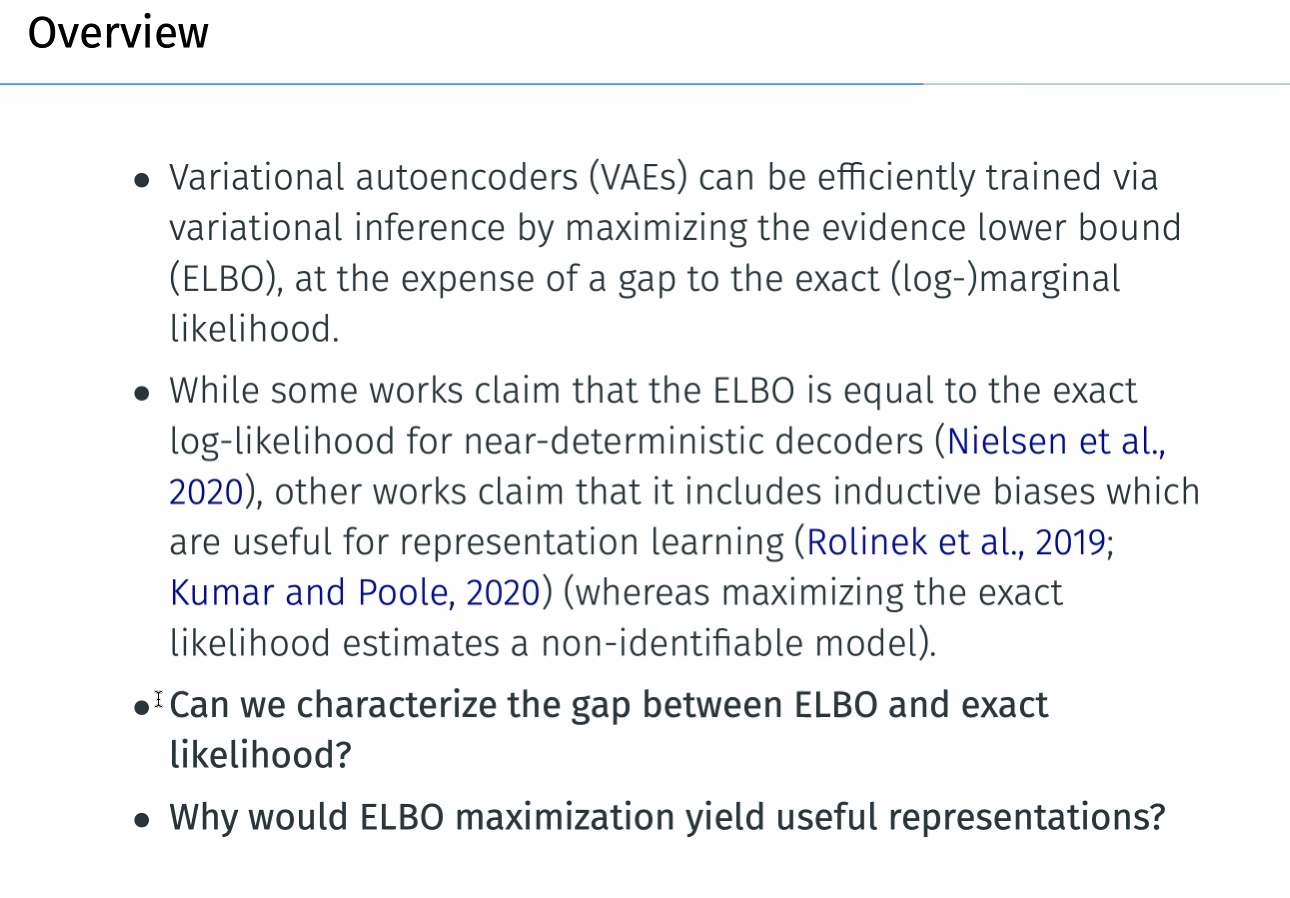 Overview
• Variational autoencoders (VAEs) can be efficiently trained via
variational inference by maximizing the evidence lower bound
(ELBO), at the expense of a gap to the exact (log-)marginal
likelihood.
• While some works claim that the ELBO is equal to the exact
log-likelihood for near-deterministic decoders (Nielsen et al.,
2020), other works claim that it includes inductive biases which
are useful for representation learning (Rolinek et al., 2019;
Kumar and Poole, 2020) (whereas maximizing the exact
likelihood estimates a non-identifiable model).
• Can we characterize the gap between ELBO and exact
likelihood?
• Why would ELBO maximization yield useful representations?